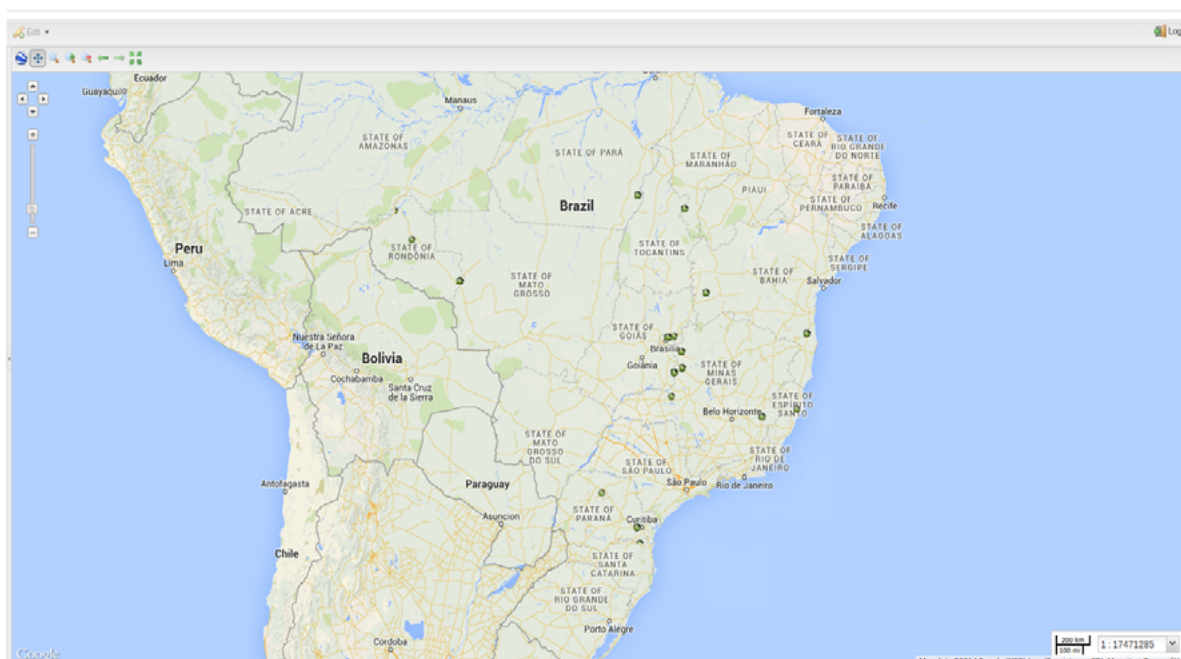 Edit
Log
Ecuador
Guayaquil
Manaus
Fortaleza
STATE OF
CEARÁ
STATE OF
RIO GRANDE
DO NORTE
STATE OF
AMAZONAS
STATE OF PARÁ
STATE OF
MARANHÃO
PIAUI
STATE OF
PARAÍBA
STATE OF
PERNAMBUCO
Recife
Brazil
STATE OF ACRE
STATE OF
ALAGOAS
Peru
Lima
STATE OF
RONDÔNIA
STATE OF
TOCANTINS
STATE OF
SERGIPE
STATE OF
BAHIA
Salvador
STATE OF
MATO
GROSSO
Nuestra Señora
de La Paz
STATE OF
GOIÁS
Brasília
Bolivia
Goiânia
STATE OF
MINAS
GERAIS
Cochabamba
Santa Cruz
de la Sierra
STATE OF
ESPÍRITO
SANTO
Belo Horizonte
STATE OF
MATO
GROSSO
DO SUL
STATE OF
RIO DE
JANEIRO
STATE OF
SÃO PAULO
São Paulo
Rio de Janeiro
Antofagasta
Paraguay
Asuncion
STATE OF
PARANÁ
Curitiba
Chile
STATE OF
SANTA
CATARINA
STATE OF
RIO GRANDE
DO SUL
Porto Alegre
Cordoba
Google
200 km
100 mi
1 : 17471285